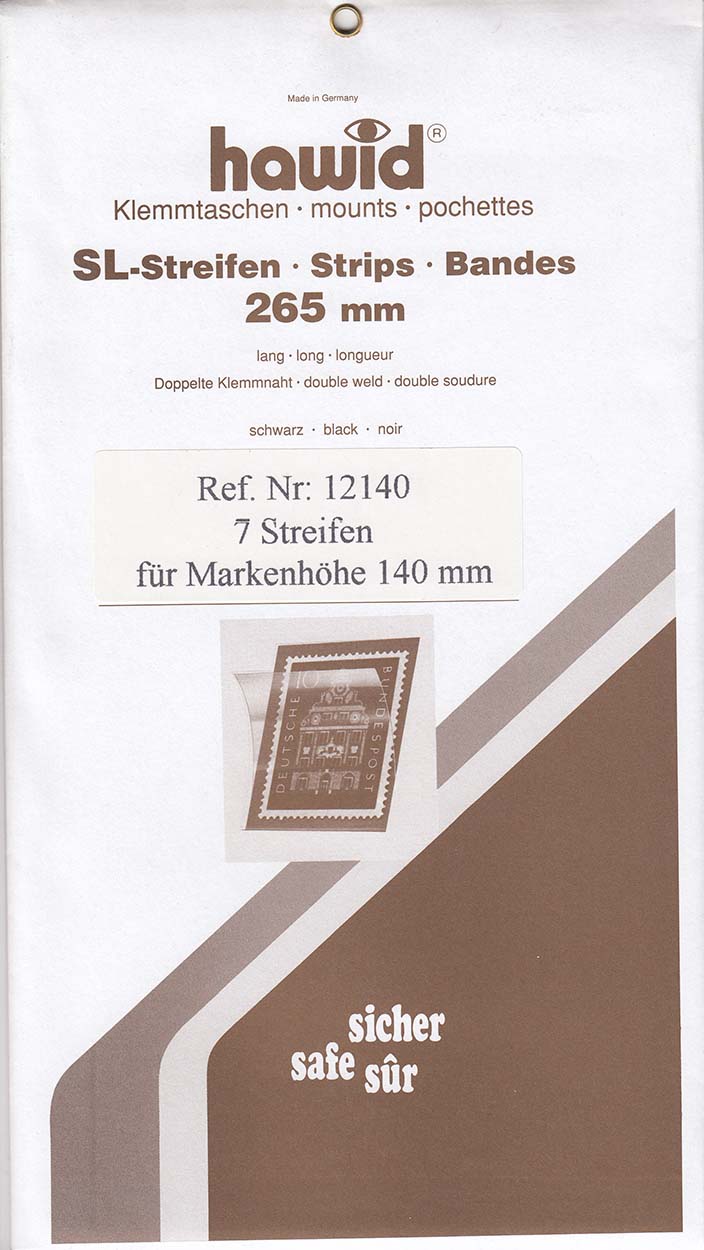 Made in Germany
hawid®
Klemmtaschen · mounts · pochettes
SL-Streifen · Strips · Bandes
265 mm
lang · long · longueur
Doppelte Klemmnaht · double weld · double soudure
schwarz · black · noir
Ref. Nr: 12140
7 Streifen
für Markenhöhe 140 mm
10
DEUTSCHE
BUNDESPOST
sicher
safe
sûr